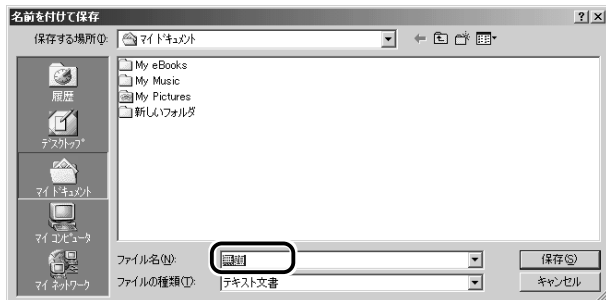 名前を付けて保存
保存する場所(I):
マイ ドキュメント
履歴
デスクトップ
マイ ドキュメント
マイ コンピュータ
マイ ネットワーク
My eBooks
My Music
My Pictures
新しいフォルダ
ファイル名(N):
保存(S)
ファイルの種類(T):
テキスト文書
キャンセル